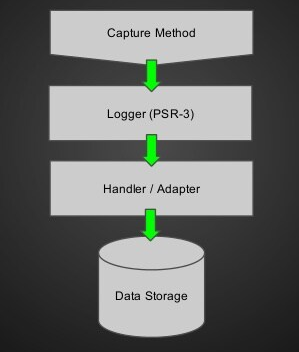 Capture Method
Logger (PSR-3)
Handler / Adapter
Data Storage